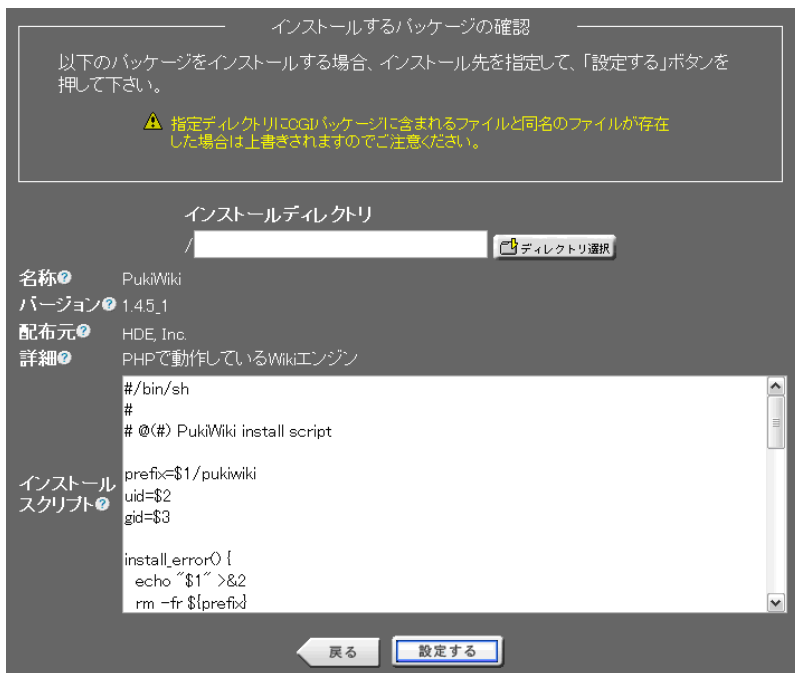 インストールするパッケージの確認
以下のパッケージをインストールする場合、インストール先を指定して、「設定する」ボタンを
押して下さい。
指定ディレクトリにCGIパッケージに含まれるファイルと同名のファイルが存在
した場合は上書きされますのでご注意ください。
インストールディレクトリ
/ ディレクトリ選択
名称 PukiWiki
バージョン 1.4.5_1
配布元 HDE, Inc.
詳細 PHPで動作しているWikiエンジン
インストール
スクリプト
#/bin/sh
#
# @(#) PukiWiki install script
prefix=$1/pukiwiki
uid=$2
gid=$3
install_error() {
echo "$1" >&2
rm -fr ${prefix}
戻る 設定する